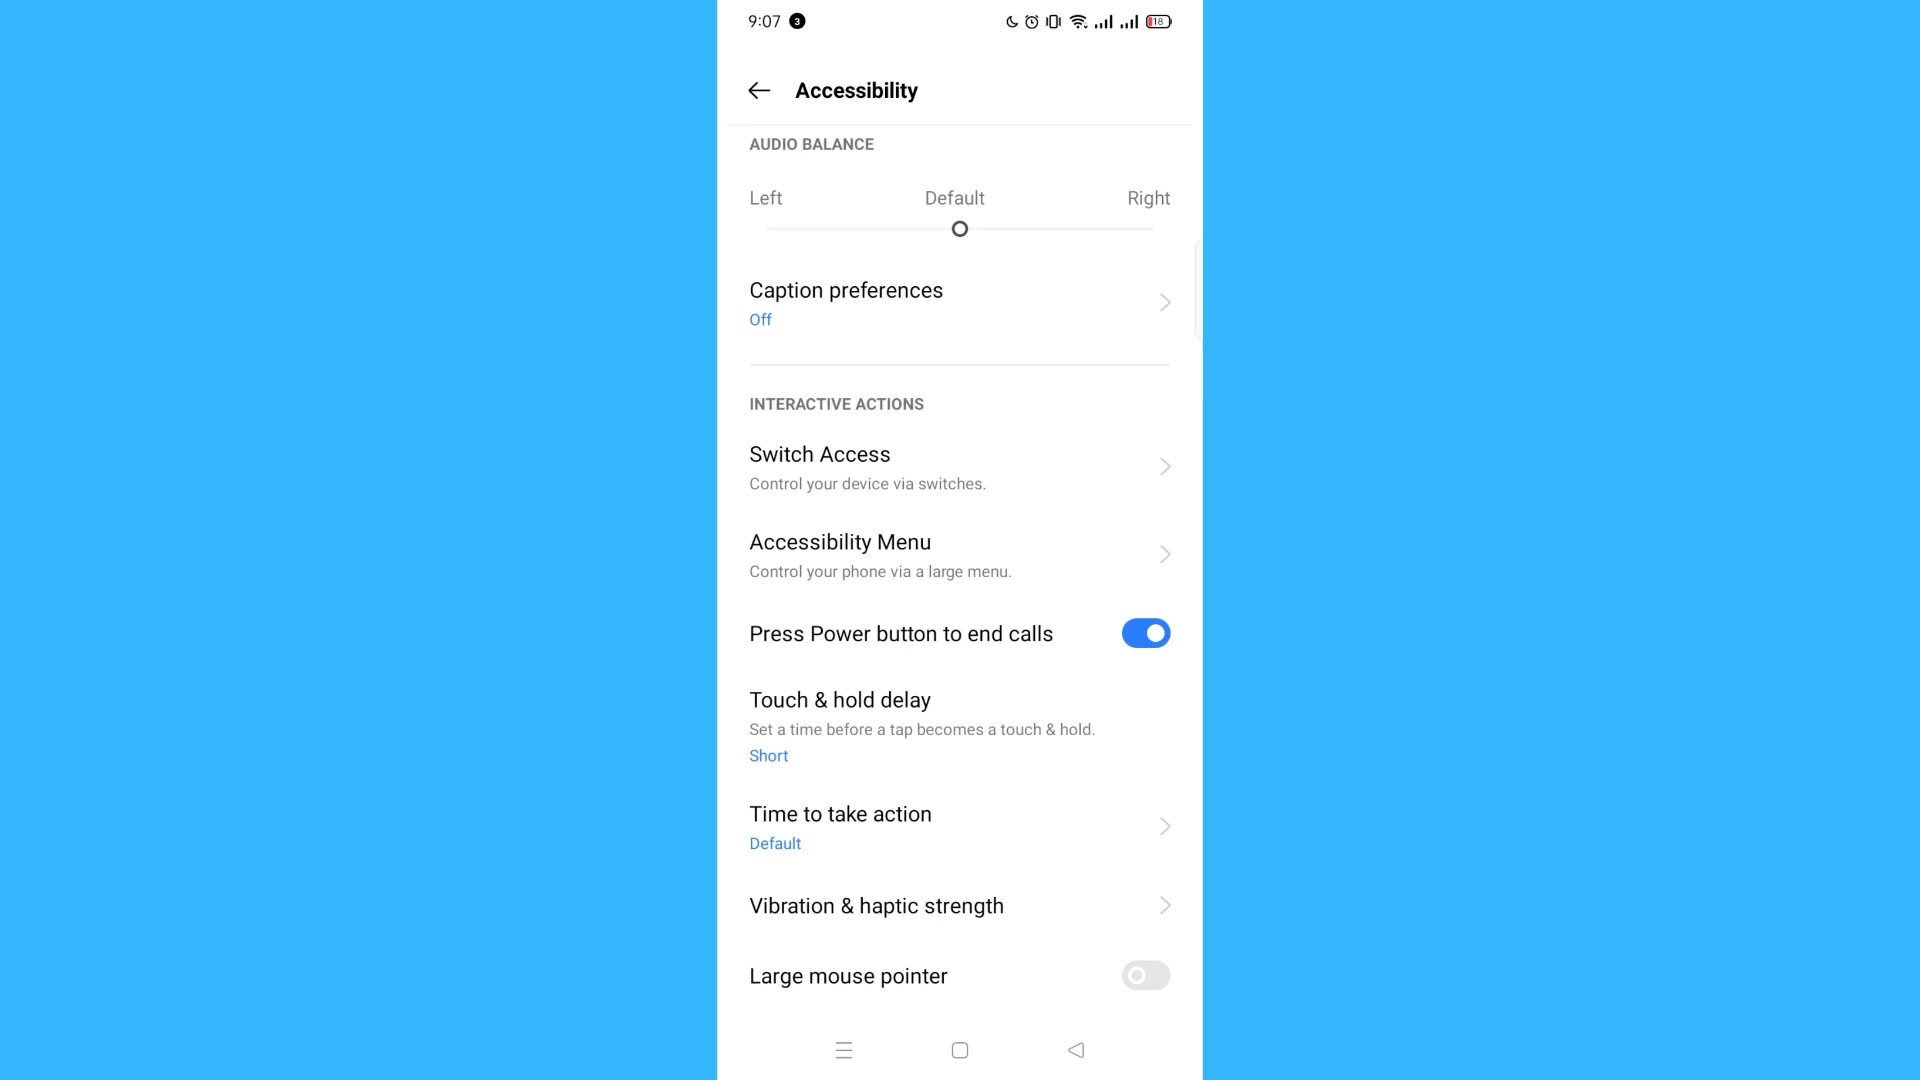 9:07 3 18
Accessibility
AUDIO BALANCE
Left Default Right
Caption preferences
Off
INTERACTIVE ACTIONS
Switch Access
Control your device via switches.
Accessibility Menu
Control your phone via a large menu.
Press Power button to end calls
Touch & hold delay
Set a time before a tap becomes a touch & hold.
Short
Time to take action
Default
Vibration & haptic strength
Large mouse pointer